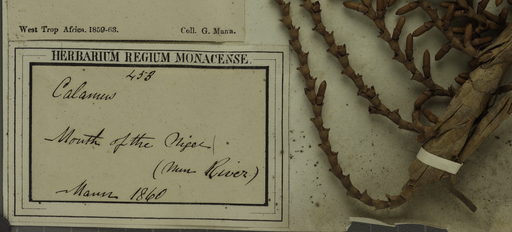 West Trop Africa. 1859-63. Coll. G. Mann.
HERBARIUM REGIUM MONACENSE.
453
Calamus
Mouth of the Niger
(Nun River)
Mann 1860